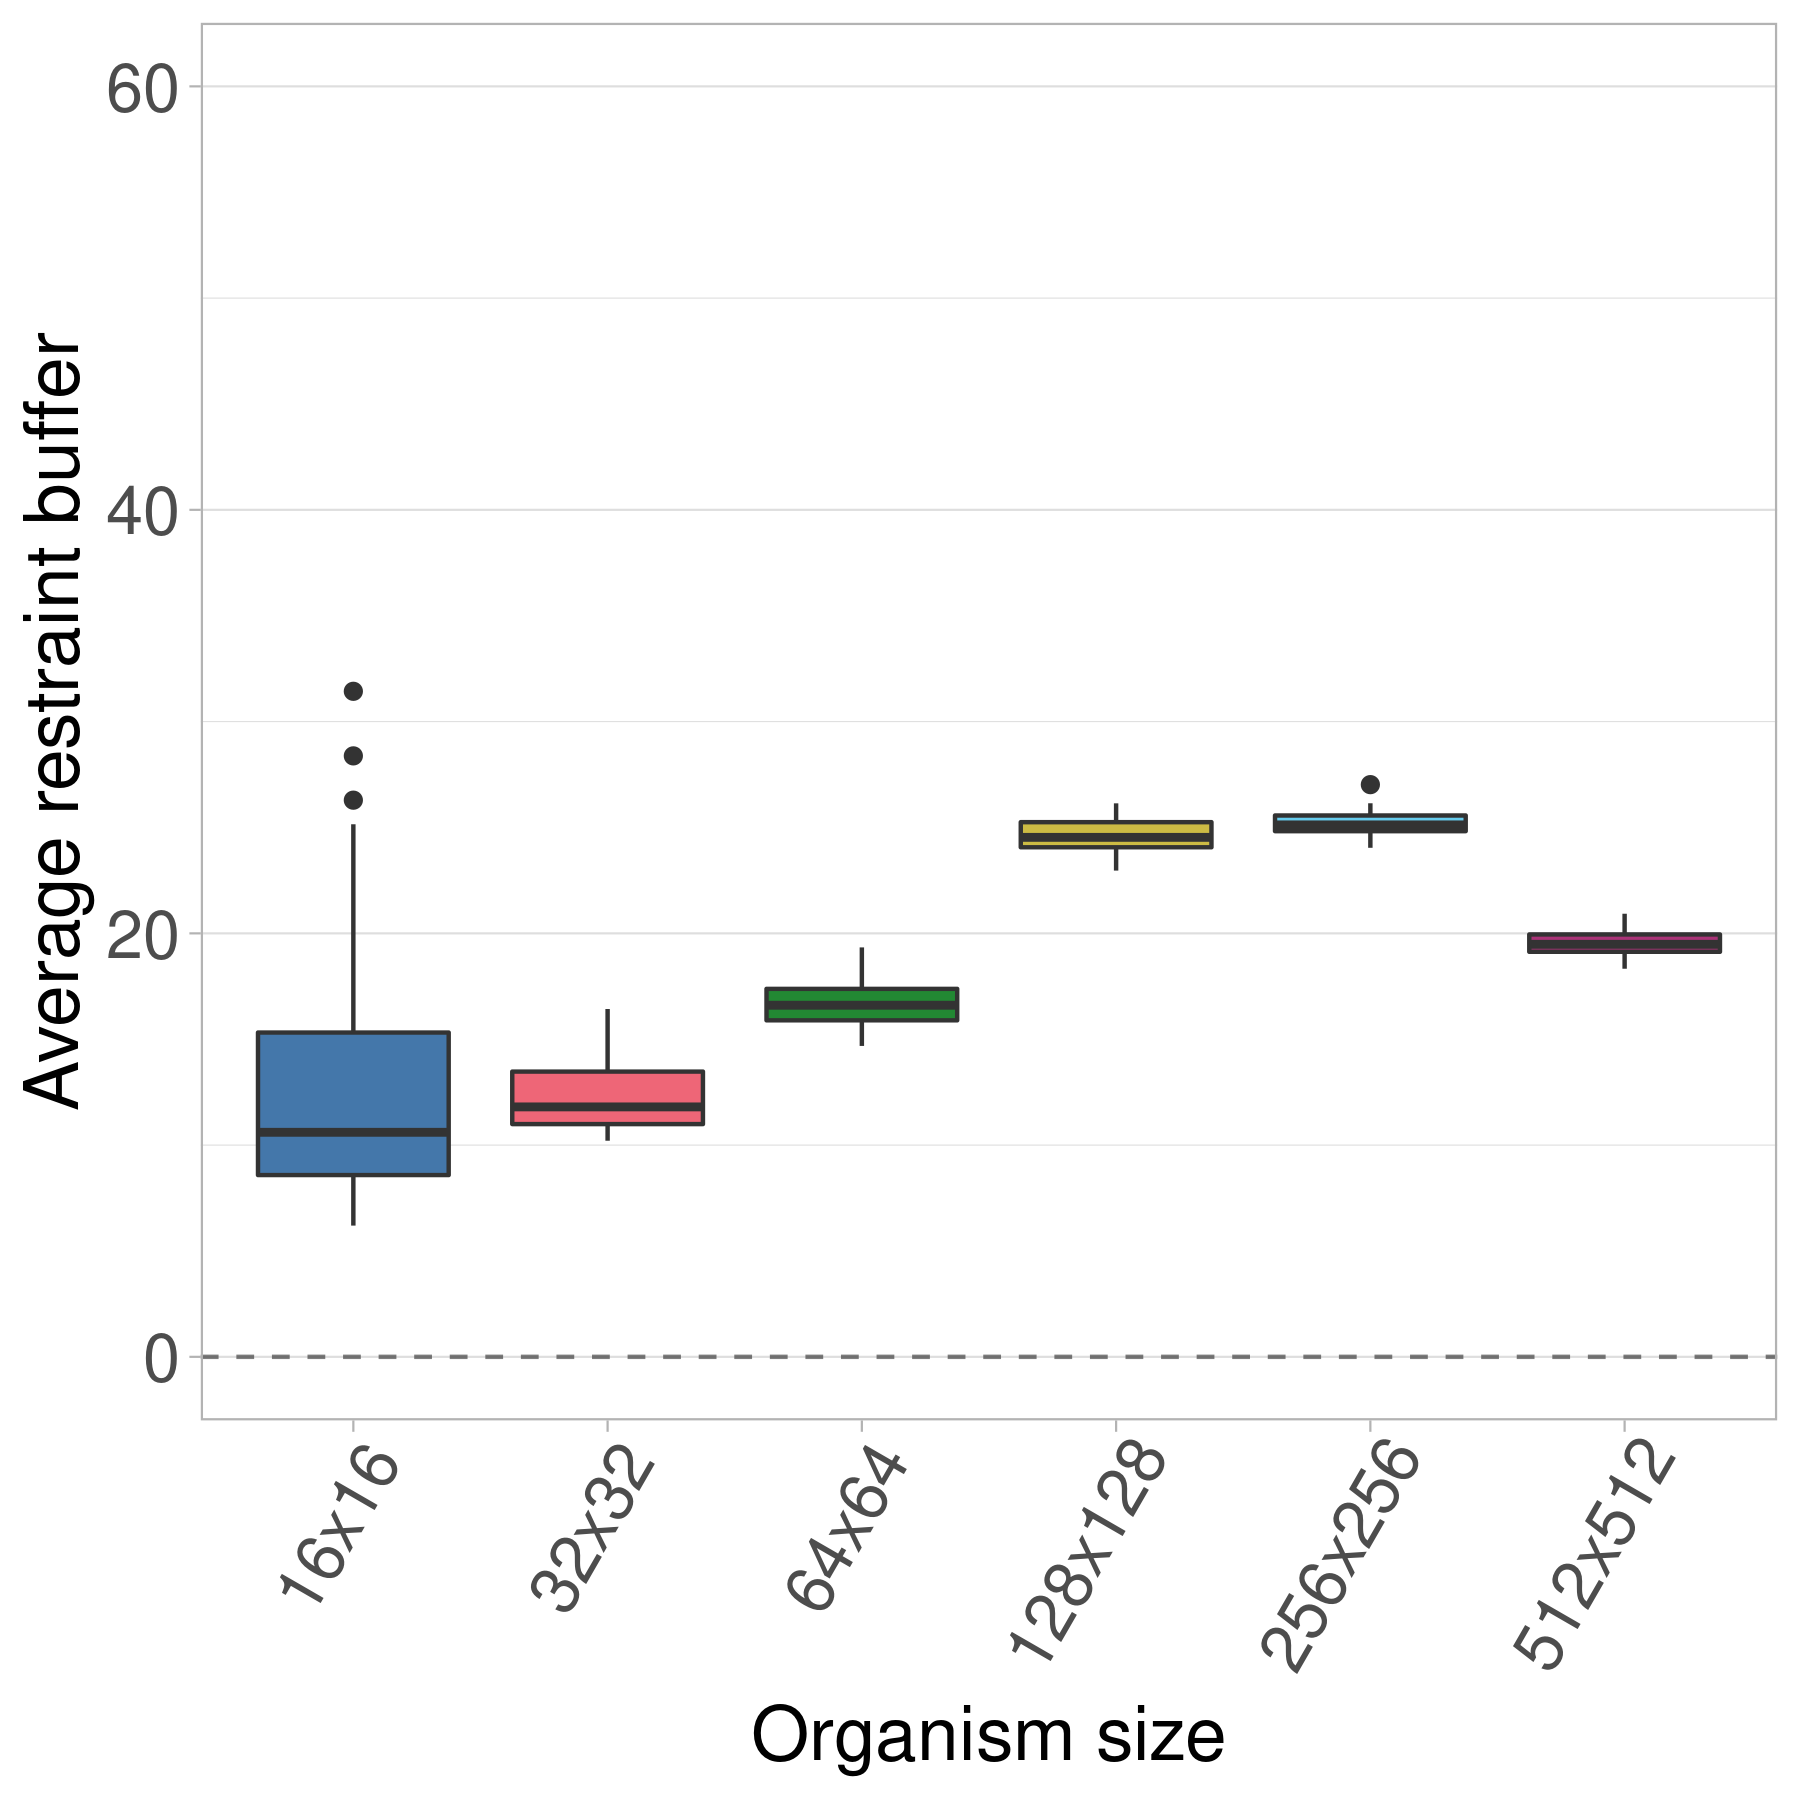 Average restraint buffer
60
40
20
0
16x16
32x32
64x64
128x128
256x256
512x512
Organism size